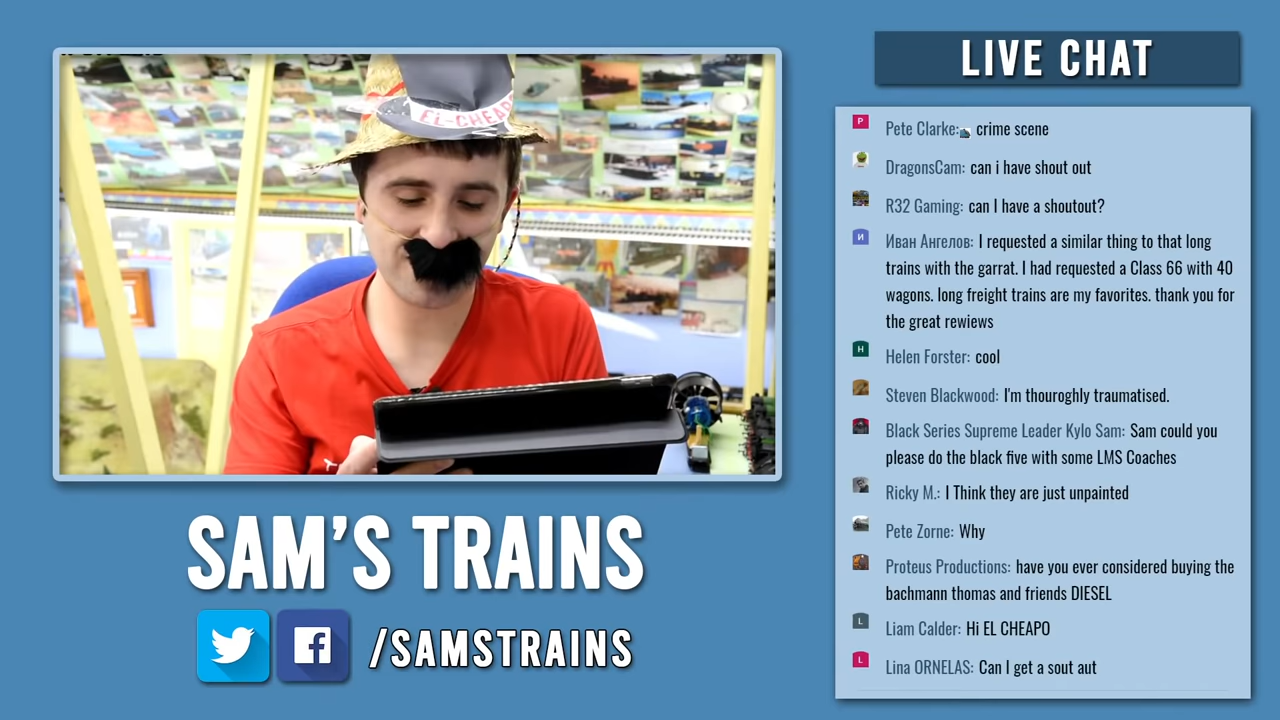 EL-CHEAPO
SAM'S TRAINS
/SAMSTRAINS
LIVE CHAT
P
Pete Clarke: crime scene
DragonsCam: can i have shout out
R32 Gaming: can I have a shoutout?
И
Иван Ангелов: I requested a similar thing to that long
trains with the garrat. I had requested a Class 66 with 40
wagons. long freight trains are my favorites. thank you for
the great rewiews
H
Helen Forster: cool
Steven Blackwood: I'm thouroghly traumatised.
Black Series Supreme Leader Kylo Sam: Sam could you
please do the black five with some LMS Coaches
Ricky M.: I Think they are just unpainted
Pete Zorne: Why
Proteus Productions: have you ever considered buying the
bachmann thomas and friends DIESEL
L
Liam Calder: Hi EL CHEAPO
L
Lina ORNELAS: Can I get a sout aut